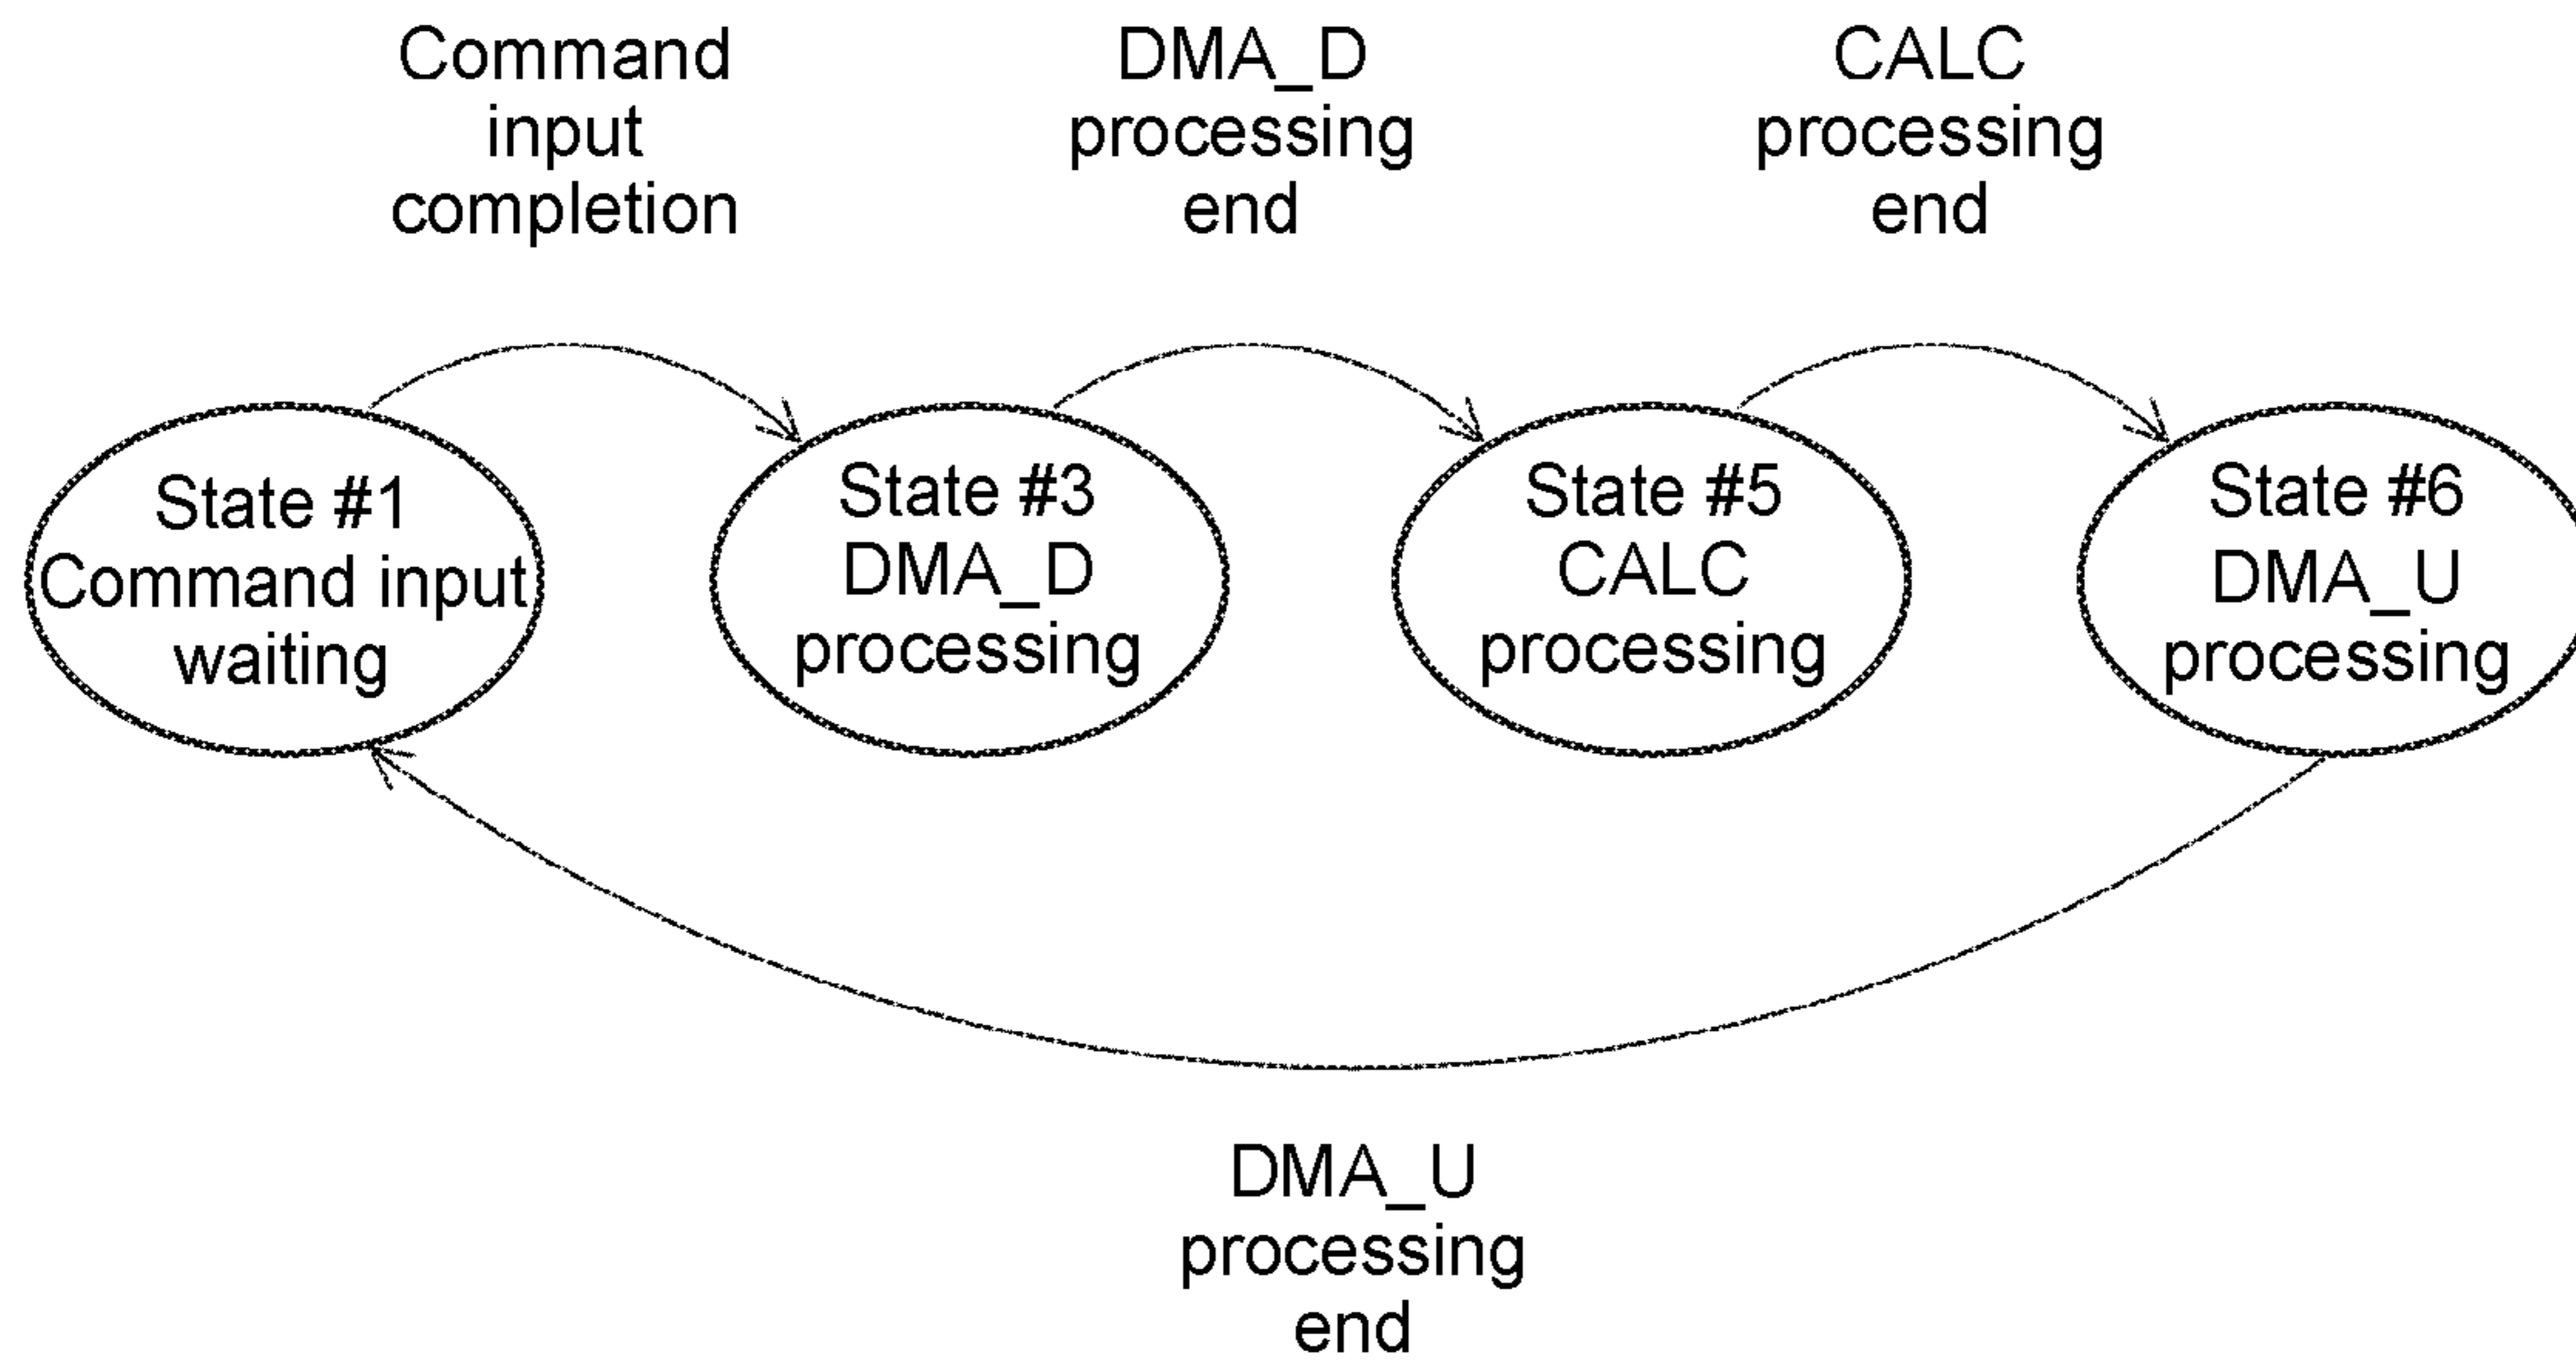 Command
input
completion
DMA_D
processing
end
CALC
processing
end
State #1
Command input
waiting
State #3
DMA_D
processing
State #5
CALC
processing
State #6
DMA_U
processing
DMA_U
processing
end